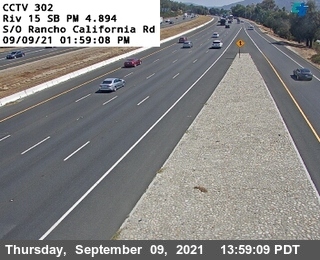 CCTV 302
Riv 15 SB PM 4.894
S/O Rancho California Rd
09/09/21 01:59:08 PM
Thursday, September 09, 2021 13:59:09 PDT